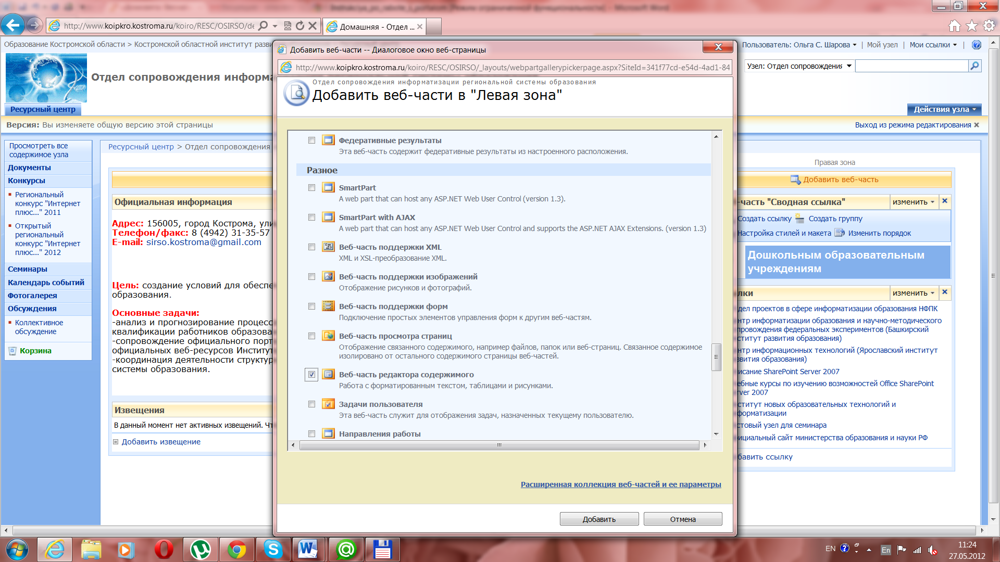 http://www.koipkro.kostroma.ru/koiro/RESC/OSIRSO/de
Домашняя - Отдел ...
Образование Костромской области > Костромской областной институт разви
Пользователь: Ольга С. Шарова
Мой узел
Мои ссылки
Отдел сопровождения информа
Узел: Отдел сопровождения
Ресурсный центр
Действия узла
Версия: Вы изменяете общую версию этой страницы
Выход из режима редактирования
Просмотреть все
содержимое узла
Документы
Конкурсы
Региональный
конкурс "Интернет
плюс..." 2011
Открытый
региональный
конкурс "Интернет
плюс..." 2012
Семинары
Календарь событий
Фотогалерея
Обсуждения
Коллективное
обсуждение
Корзина
Ресурсный центр > Отдел сопровождения
Официальная информация
Адрес: 156005, город Кострома, ули
Телефон/факс: 8 (4942) 31-35-57
E-mail: sirso.kostroma@gmail.com
Цель: создание условий для обеспе
образования.
Основные задачи:
-анализ и прогнозирование процесс
квалификации работников образова
-сопровождение официального порт
официальных веб-ресурсов Институт
-координация деятельности структур
системы образования.
Извещения
В данный момент нет активных извещений. Чт
Добавить извещение
Добавить веб-части -- Диалоговое окно веб-страницы
http://www.koipkro.kostroma.ru/koiro/RESC/OSIRSO/_layouts/webpartgallerypickerpage.aspx?SiteId=341f77cd-e54d-4ad1-84
Отдел сопровождения информатизации региональной системы образования
Добавить веб-части в "Левая зона"
Федеративные результаты
Эта веб-часть содержит федеративные результаты из настроенного расположения.
Разное
SmartPart
A web part that can host any ASP.NET Web User Control (version 1.3).
SmartPart with AJAX
A web part that can host any ASP.NET Web User Control and supports the ASP.NET AJAX Extensions. (version 1.3)
Веб-часть поддержки XML
XML и XSL-преобразование XML.
Веб-часть поддержки изображений
Отображение рисунков и фотографий.
Веб-часть поддержки форм
Подключение простых элементов управления форм к другим веб-частям.
Веб-часть просмотра страниц
Отображение связанного содержимого, например файлов, папок или веб-страниц. Связанное содержимое
изолировано от остального содержимого страницы веб-частей.
Веб-часть редактора содержимого
Работа с форматированным текстом, таблицами и рисунками.
Задачи пользователя
Эта веб-часть служит для отображения задач, назначенных текущему пользователю.
Направления работы
Расширенная коллекция веб-частей и ее параметры
Добавить
Отмена
Правая зона
Добавить веб-часть
-часть "Сводная ссылка"
изменить
Создать ссылку
Создать группу
Настройка стилей и макета
Изменить порядок
Дошкольным образовательным
учреждениям
лки
изменить
дел проектов в сфере информатизации образования НФПК
нтр информатизации образования и научно-методического
провождения федеральных экспериментов (Башкирский
ститут развития образования)
нтр информационных технологий (Ярославский институт
звития образования)
писание SharePoint Server 2007
ебные курсы по изучению возможностей Office SharePoint
rver 2007
ститут новых образовательных технологий и
форматизации
стовый узел для семинара
ициальный сайт министерства образования и науки РФ
бавить ссылку
EN
En
11:24
27.05.2012